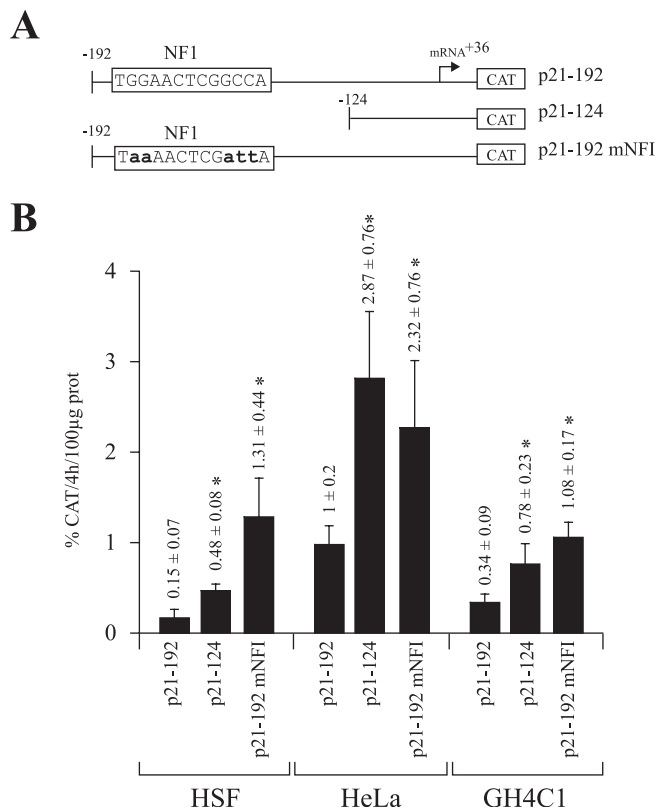 A
-192
NF1
mRNA +36
TGGAACTCGGCCA
CAT
p21-192
-124
CAT
p21-124
-192
NF1
TaaAACTCGattA
CAT
p21-192 mNFI
B
% CAT/4h/100µg prot
4
3
2
1
0
0.15 ± 0.07
0.48 ± 0.08 *
1.31 ± 0.44 *
1 ± 0.2
2.87 ± 0.76*
2.32 ± 0.76 *
0.34 ± 0.09
0.78 ± 0.23 *
1.08 ± 0.17 *
p21-192
p21-124
p21-192 mNFI
p21-192
p21-124
p21-192 mNFI
p21-192
p21-124
p21-192 mNFI
HSF
HeLa
GH4C1